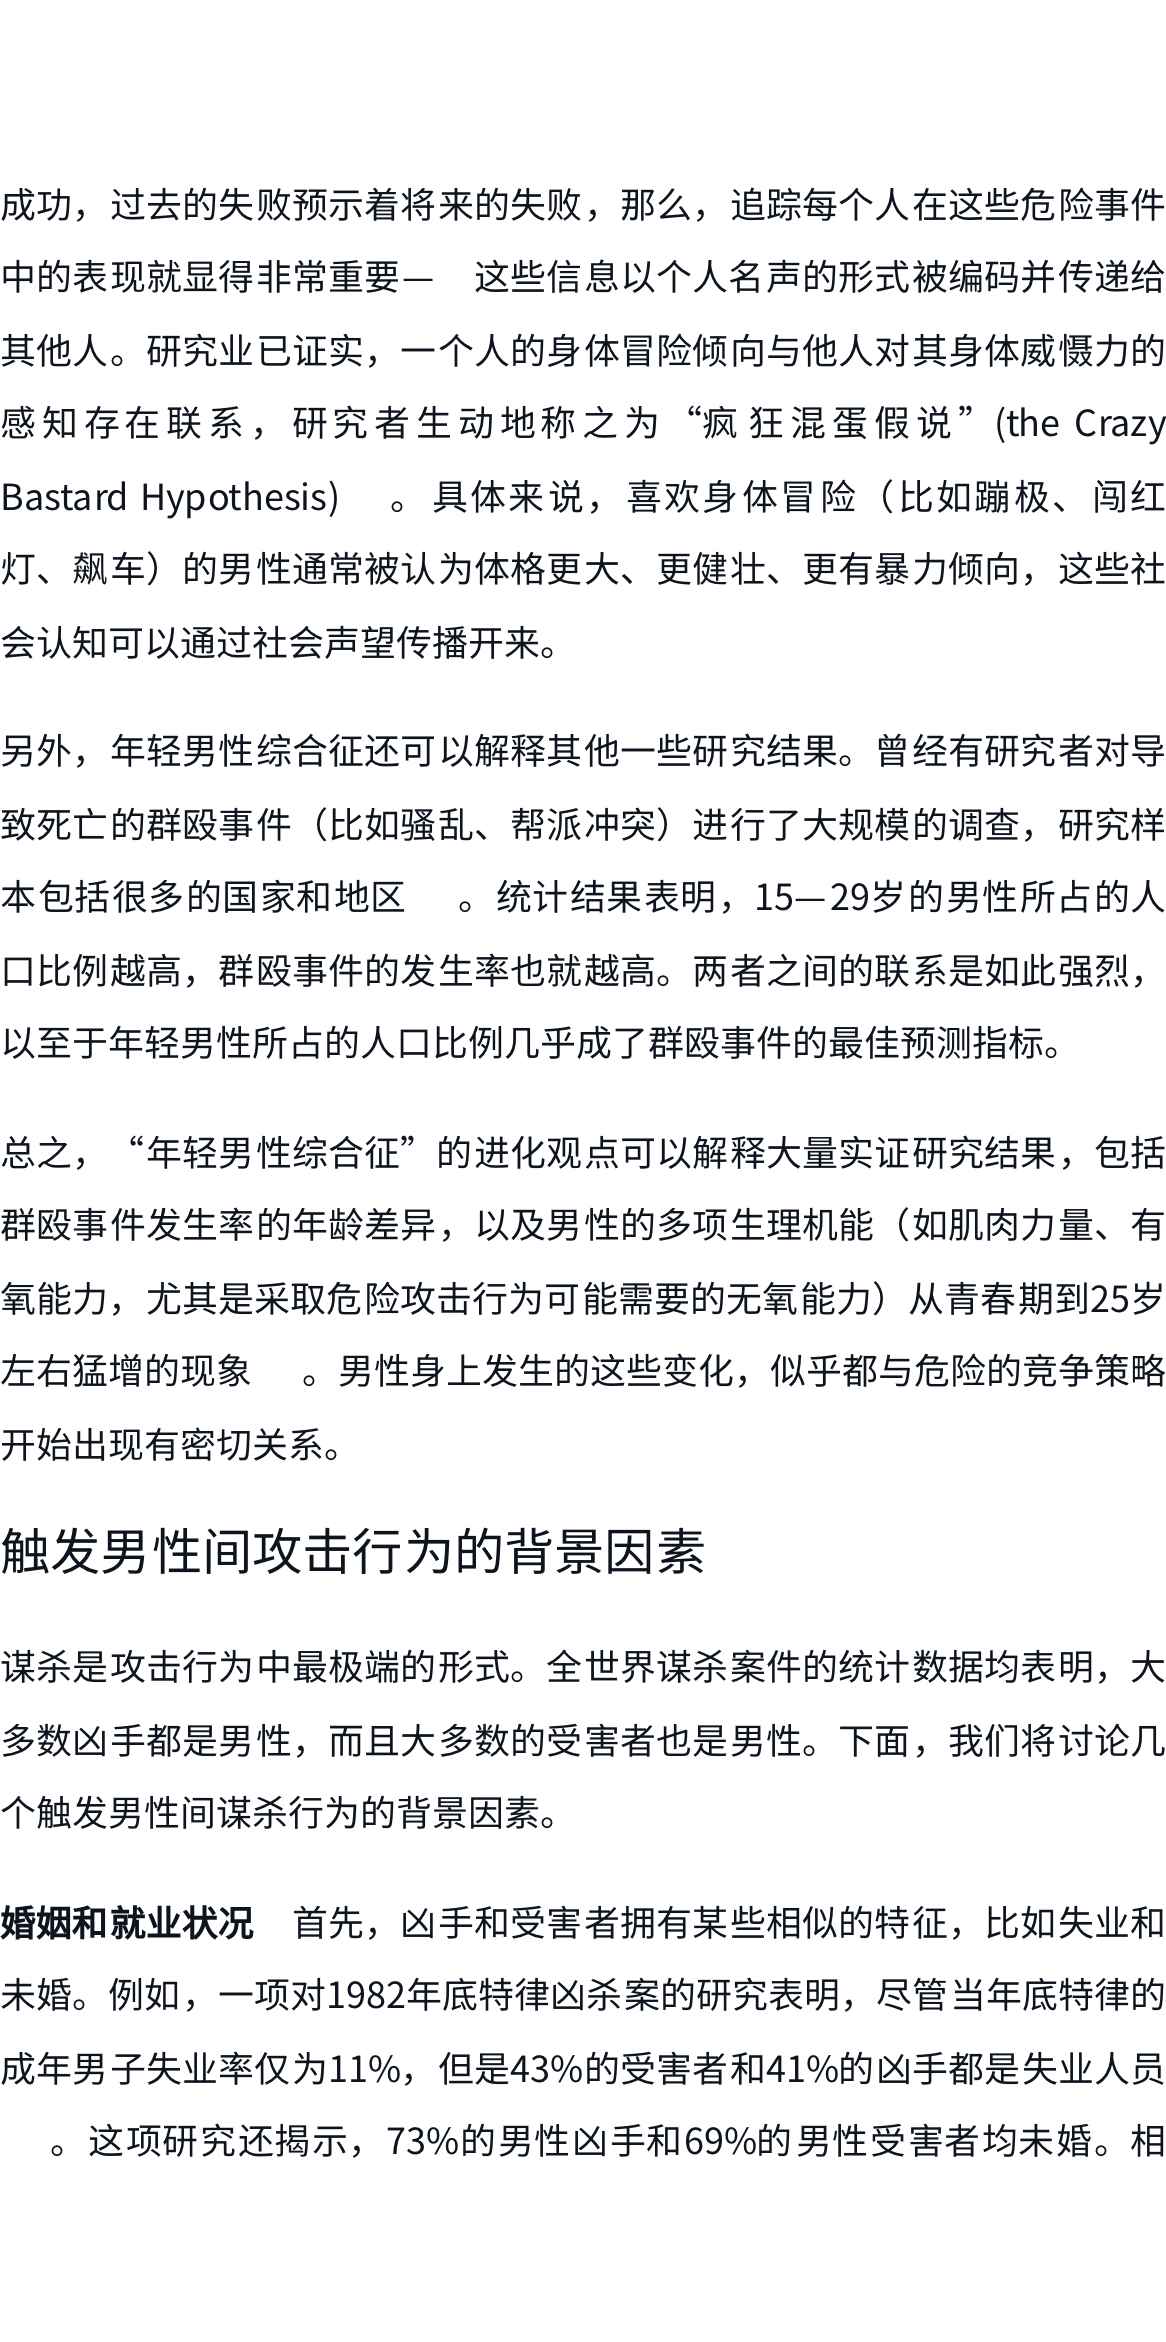 成功，过去的失败预示着将来的失败，那么，追踪每个人在这些危险事件
中的表现就显得非常重要— 这些信息以个人名声的形式被编码并传递给
其他人。研究业已证实，一个人的身体冒险倾向与他人对其身体威慑力的
感知存在联系，研究者生动地称之为“疯狂混蛋假说”(the Crazy
Bastard Hypothesis) 。具体来说，喜欢身体冒险（比如蹦极、闯红
灯、飙车）的男性通常被认为体格更大、更健壮、更有暴力倾向，这些社
会认知可以通过社会声望传播开来。
另外，年轻男性综合征还可以解释其他一些研究结果。曾经有研究者对导
致死亡的群殴事件（比如骚乱、帮派冲突）进行了大规模的调查，研究样
本包括很多的国家和地区 。统计结果表明，15—29岁的男性所占的人
口比例越高，群殴事件的发生率也就越高。两者之间的联系是如此强烈，
以至于年轻男性所占的人口比例几乎成了群殴事件的最佳预测指标。
总之，“年轻男性综合征”的进化观点可以解释大量实证研究结果，包括
群殴事件发生率的年龄差异，以及男性的多项生理机能（如肌肉力量、有
氧能力，尤其是采取危险攻击行为可能需要的无氧能力）从青春期到25岁
左右猛增的现象 。男性身上发生的这些变化，似乎都与危险的竞争策略
开始出现有密切关系。
触发男性间攻击行为的背景因素
谋杀是攻击行为中最极端的形式。全世界谋杀案件的统计数据均表明，大
多数凶手都是男性，而且大多数的受害者也是男性。下面，我们将讨论几
个触发男性间谋杀行为的背景因素。
婚姻和就业状况 首先，凶手和受害者拥有某些相似的特征，比如失业和
未婚。例如，一项对1982年底特律凶杀案的研究表明，尽管当年底特律的
成年男子失业率仅为11%，但是43%的受害者和41%的凶手都是失业人员
。这项研究还揭示，73%的男性凶手和69%的男性受害者均未婚。相